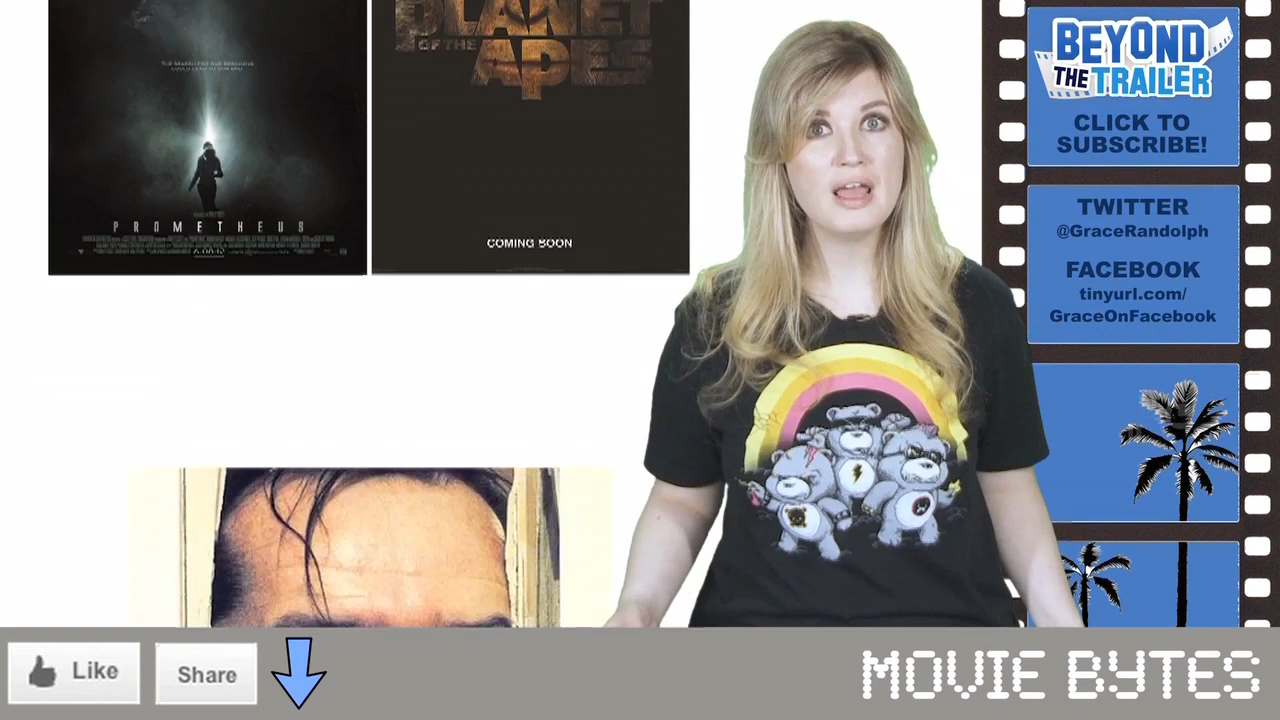 PLANET
OF THE
APES
COMING SOON
PROMETHEUS
BEYOND
THE TRAILER
CLICK TO
SUBSCRIBE!
TWITTER
@GraceRandolph
FACEBOOK
tinyurl.com/
GraceOnFacebook
Like
Share
MOVIE BYTES